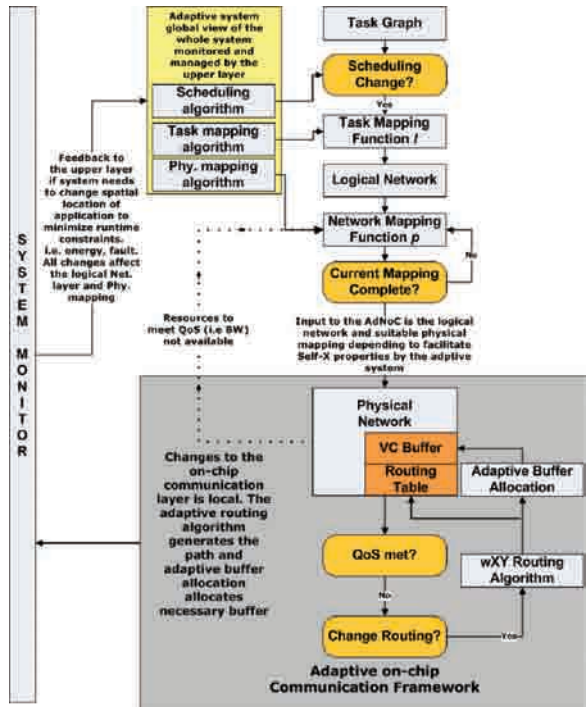 Adaptive system
global view of the
whole system
monitored and
managed by the
upper layer
Scheduling
algorithm
Task mapping
algorithm
Phy. mapping
algorithm
Task Graph
Scheduling
Change?
Yes
Task Mapping
Function l
Logical Network
Network Mapping
Function p
No
Current Mapping
Complete?
Feedback to
the upper layer
if system needs
to change spatial
location of
application to
minimize runtime
constraints.
i.e. energy, fault.
All changes affect
the logical Net.
layer and Phy.
mapping
SYSTEM MONITOR
Resources to
meet QoS (i.e BW)
not available
Input to the AdNoC is the logical
network and suitable physical
mapping depending to facilitate
Self-X properties by the adptive
system
Physical
Network
VC Buffer
Routing
Table
Adaptive Buffer
Allocation
Changes to the
on-chip
communication
layer is local. The
adaptive routing
algorithm
generates the
path and
adaptive buffer
allocation
allocates
necessary buffer
QoS met?
wXY Routing
Algorithm
No
Change Routing?
Yes
Adaptive on-chip
Communication Framework